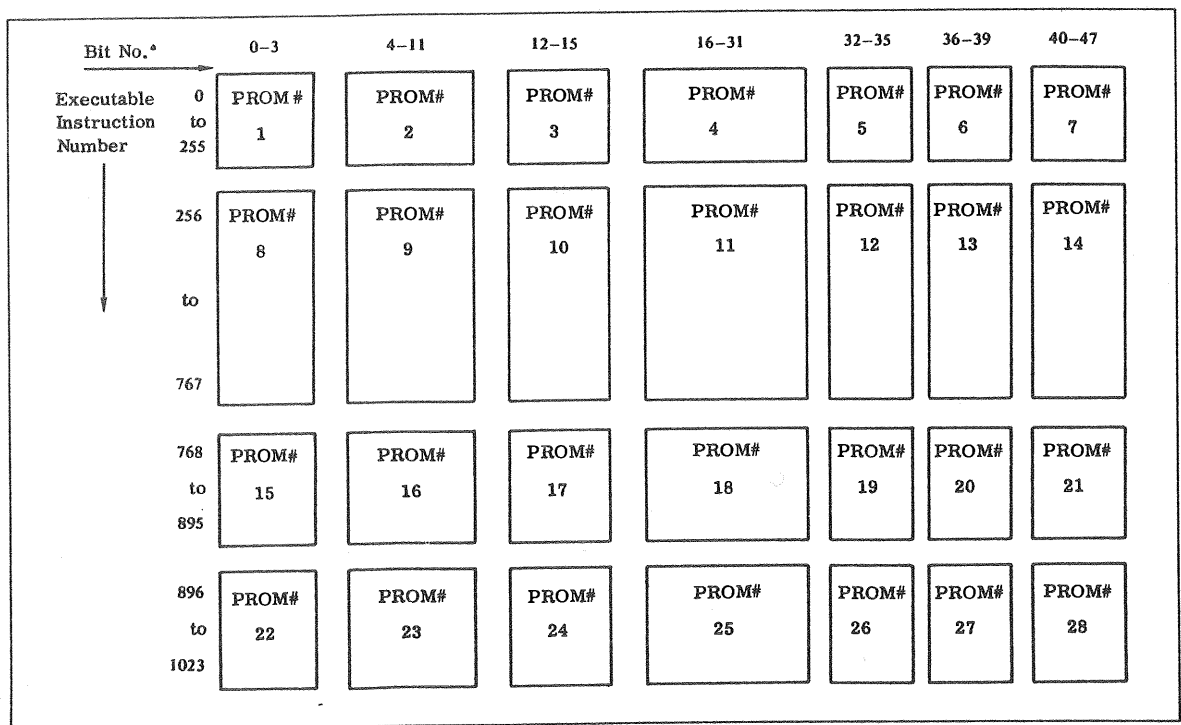 Bit No.* 0–3 4–11 12–15 16–31 32–35 36–39 40–47
Executable Instruction Number
0 to 255
PROM# 1 PROM# 2 PROM# 3 PROM# 4 PROM# 5 PROM# 6 PROM# 7
256 to 767
PROM# 8 PROM# 9 PROM# 10 PROM# 11 PROM# 12 PROM# 13 PROM# 14
768 to 895
PROM# 15 PROM# 16 PROM# 17 PROM# 18 PROM# 19 PROM# 20 PROM# 21
896 to 1023
PROM# 22 PROM# 23 PROM# 24 PROM# 25 PROM# 26 PROM# 27 PROM# 28